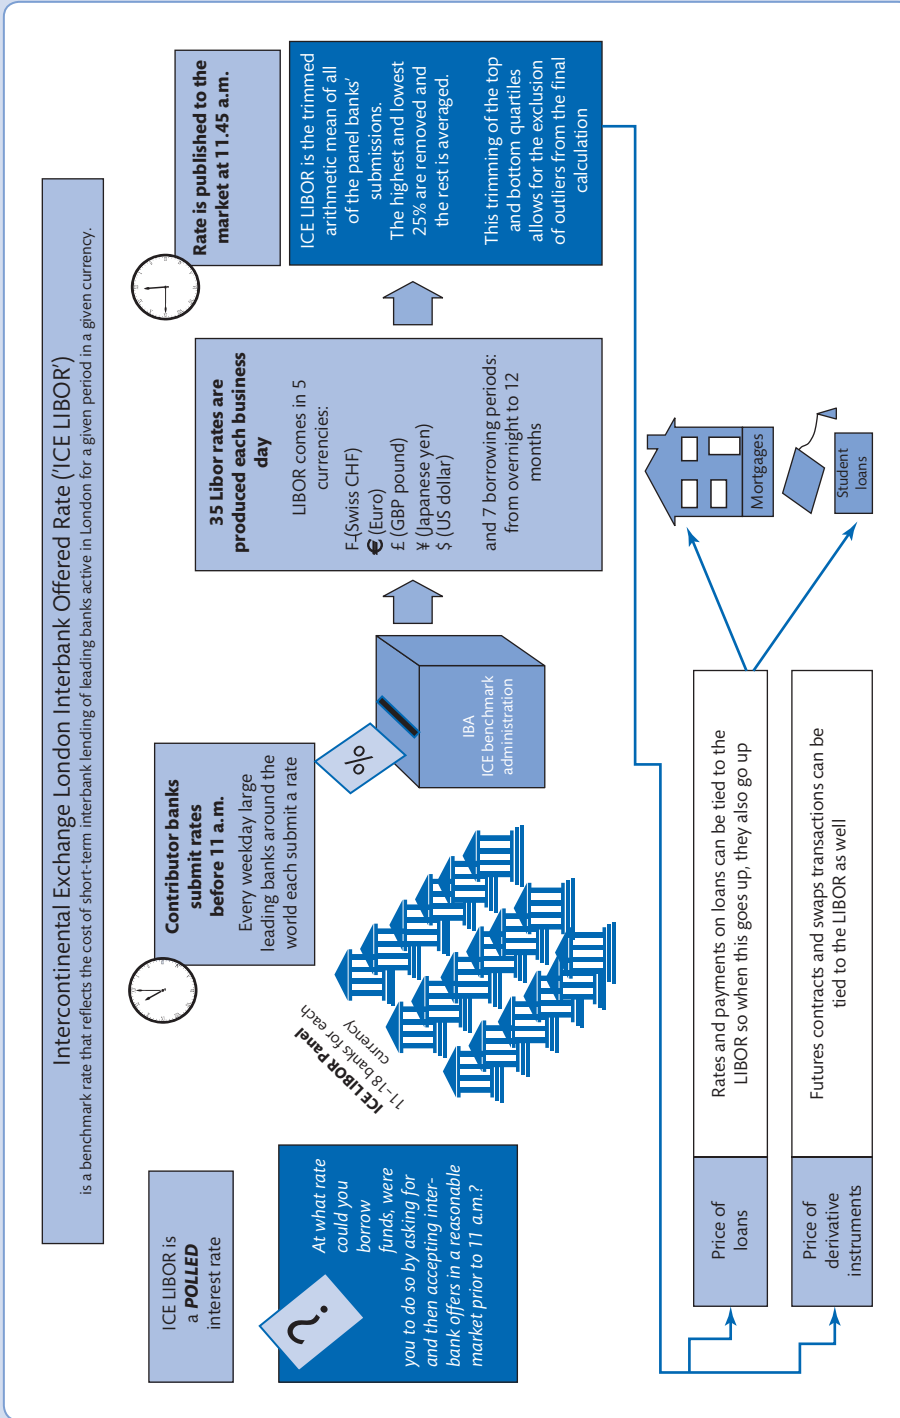 Intercontinental Exchange London Interbank Offered Rate (‘ICE LIBOR’)
is a benchmark rate that reflects the cost of short-term interbank lending of leading banks active in London for a given period in a given currency.
ICE LIBOR is
a POLLED
interest rate
¿
At what rate
could you
borrow
funds, were
you to do so by asking for
and then accepting inter-
bank offers in a reasonable
market prior to 11 a.m.?
Contributor banks
submit rates
before 11 a.m.
Every weekday large
leading banks around the
world each submit a rate
ICE LIBOR Panel
11–18 banks for each
currency
%
IBA
ICE benchmark
administration
35 Libor rates are
produced each business
day
LIBOR comes in 5
currencies:
F-(Swiss CHF)
€ (Euro)
£ (GBP pound)
¥ (Japanese yen)
$ (US dollar)
and 7 borrowing periods:
from overnight to 12
months
Rate is published to the
market at 11.45 a.m.
ICE LIBOR is the trimmed
arithmetic mean of all
of the panel banks’
submissions.
The highest and lowest
25% are removed and
the rest is averaged.
This trimming of the top
and bottom quartiles
allows for the exclusion
of outliers from the final
calculation
Price of
loans
Rates and payments on loans can be tied to the
LIBOR so when this goes up, they also go up
Mortgages
Student
loans
Price of
derivative
instruments
Futures contracts and swaps transactions can be
tied to the LIBOR as well